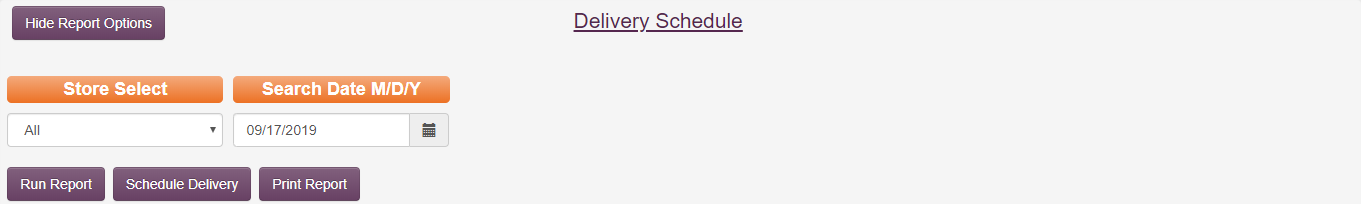 Hide Report Options
Delivery Schedule
Store Select
Search Date M/D/Y
All
09/17/2019
Run Report
Schedule Delivery
Print Report